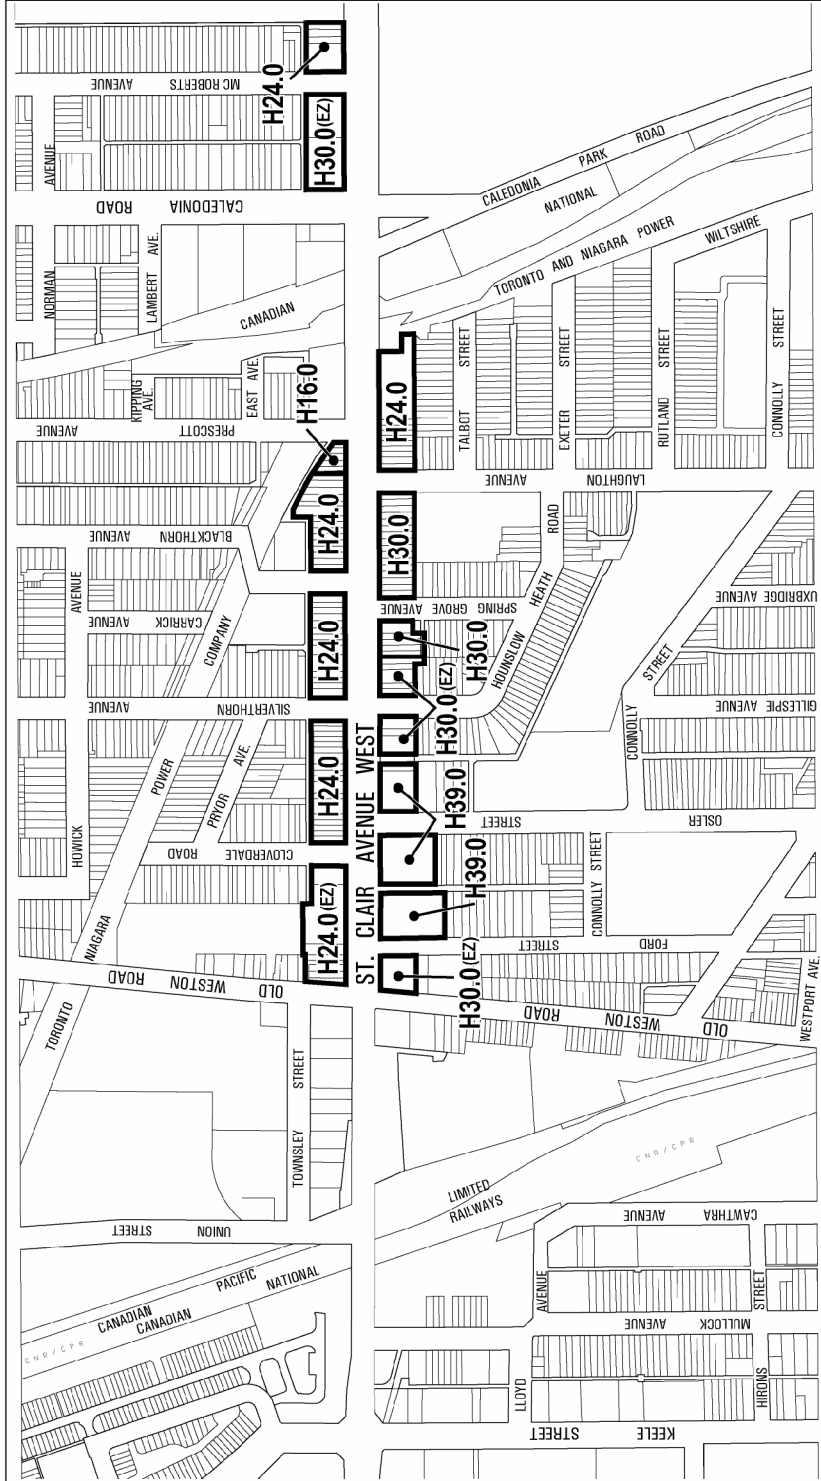 MC ROBERTS AVENUE
H24.0
H30.0(EZ)
AVENUE
CALEDONIA ROAD
CALEDONIA PARK ROAD
NATIONAL
NORMAN
LAMBERT AVE.
CANADIAN
TORONTO AND NIAGARA POWER
WILTSHIRE
KIPPING AVE.
EAST AVE.
H16.0
H24.0
TALBOT STREET
EXETER STREET
RUTLAND STREET
CONNOLLY STREET
PRESCOTT AVENUE
LAUGHTON AVENUE
H24.0
H30.0
BLACKTHORN AVENUE
HOUNSLOW HEATH ROAD
AVENUE
CARRICK AVENUE
COMPANY
H24.0
SPRING GROVE AVENUE
H30.0
UXBRIDGE AVENUE
CONNOLLY STREET
SILVERTHORN AVENUE
H30.0(EZ)
GILLESPIE AVENUE
HOWICK
POWER
PRYOR AVE.
H24.0
ST. CLAIR AVENUE WEST
H39.0
OSLER STREET
CLOVERDALE ROAD
H39.0
CONNOLLY STREET
NIAGARA
H24.0(EZ)
FORD STREET
H30.0(EZ)
OLD WESTON ROAD
OLD WESTON ROAD
WESTPORT AVE.
TORONTO
TOWNSLEY STREET
CNR/CPR
LIMITED
RAILWAYS
UNION STREET
CAWTHRA AVENUE
CANADIAN PACIFIC
CANADIAN NATIONAL
CNR/CPR
AVENUE
STREET
MULLOCK AVENUE
LLOYD
HIRONS
KEELE STREET